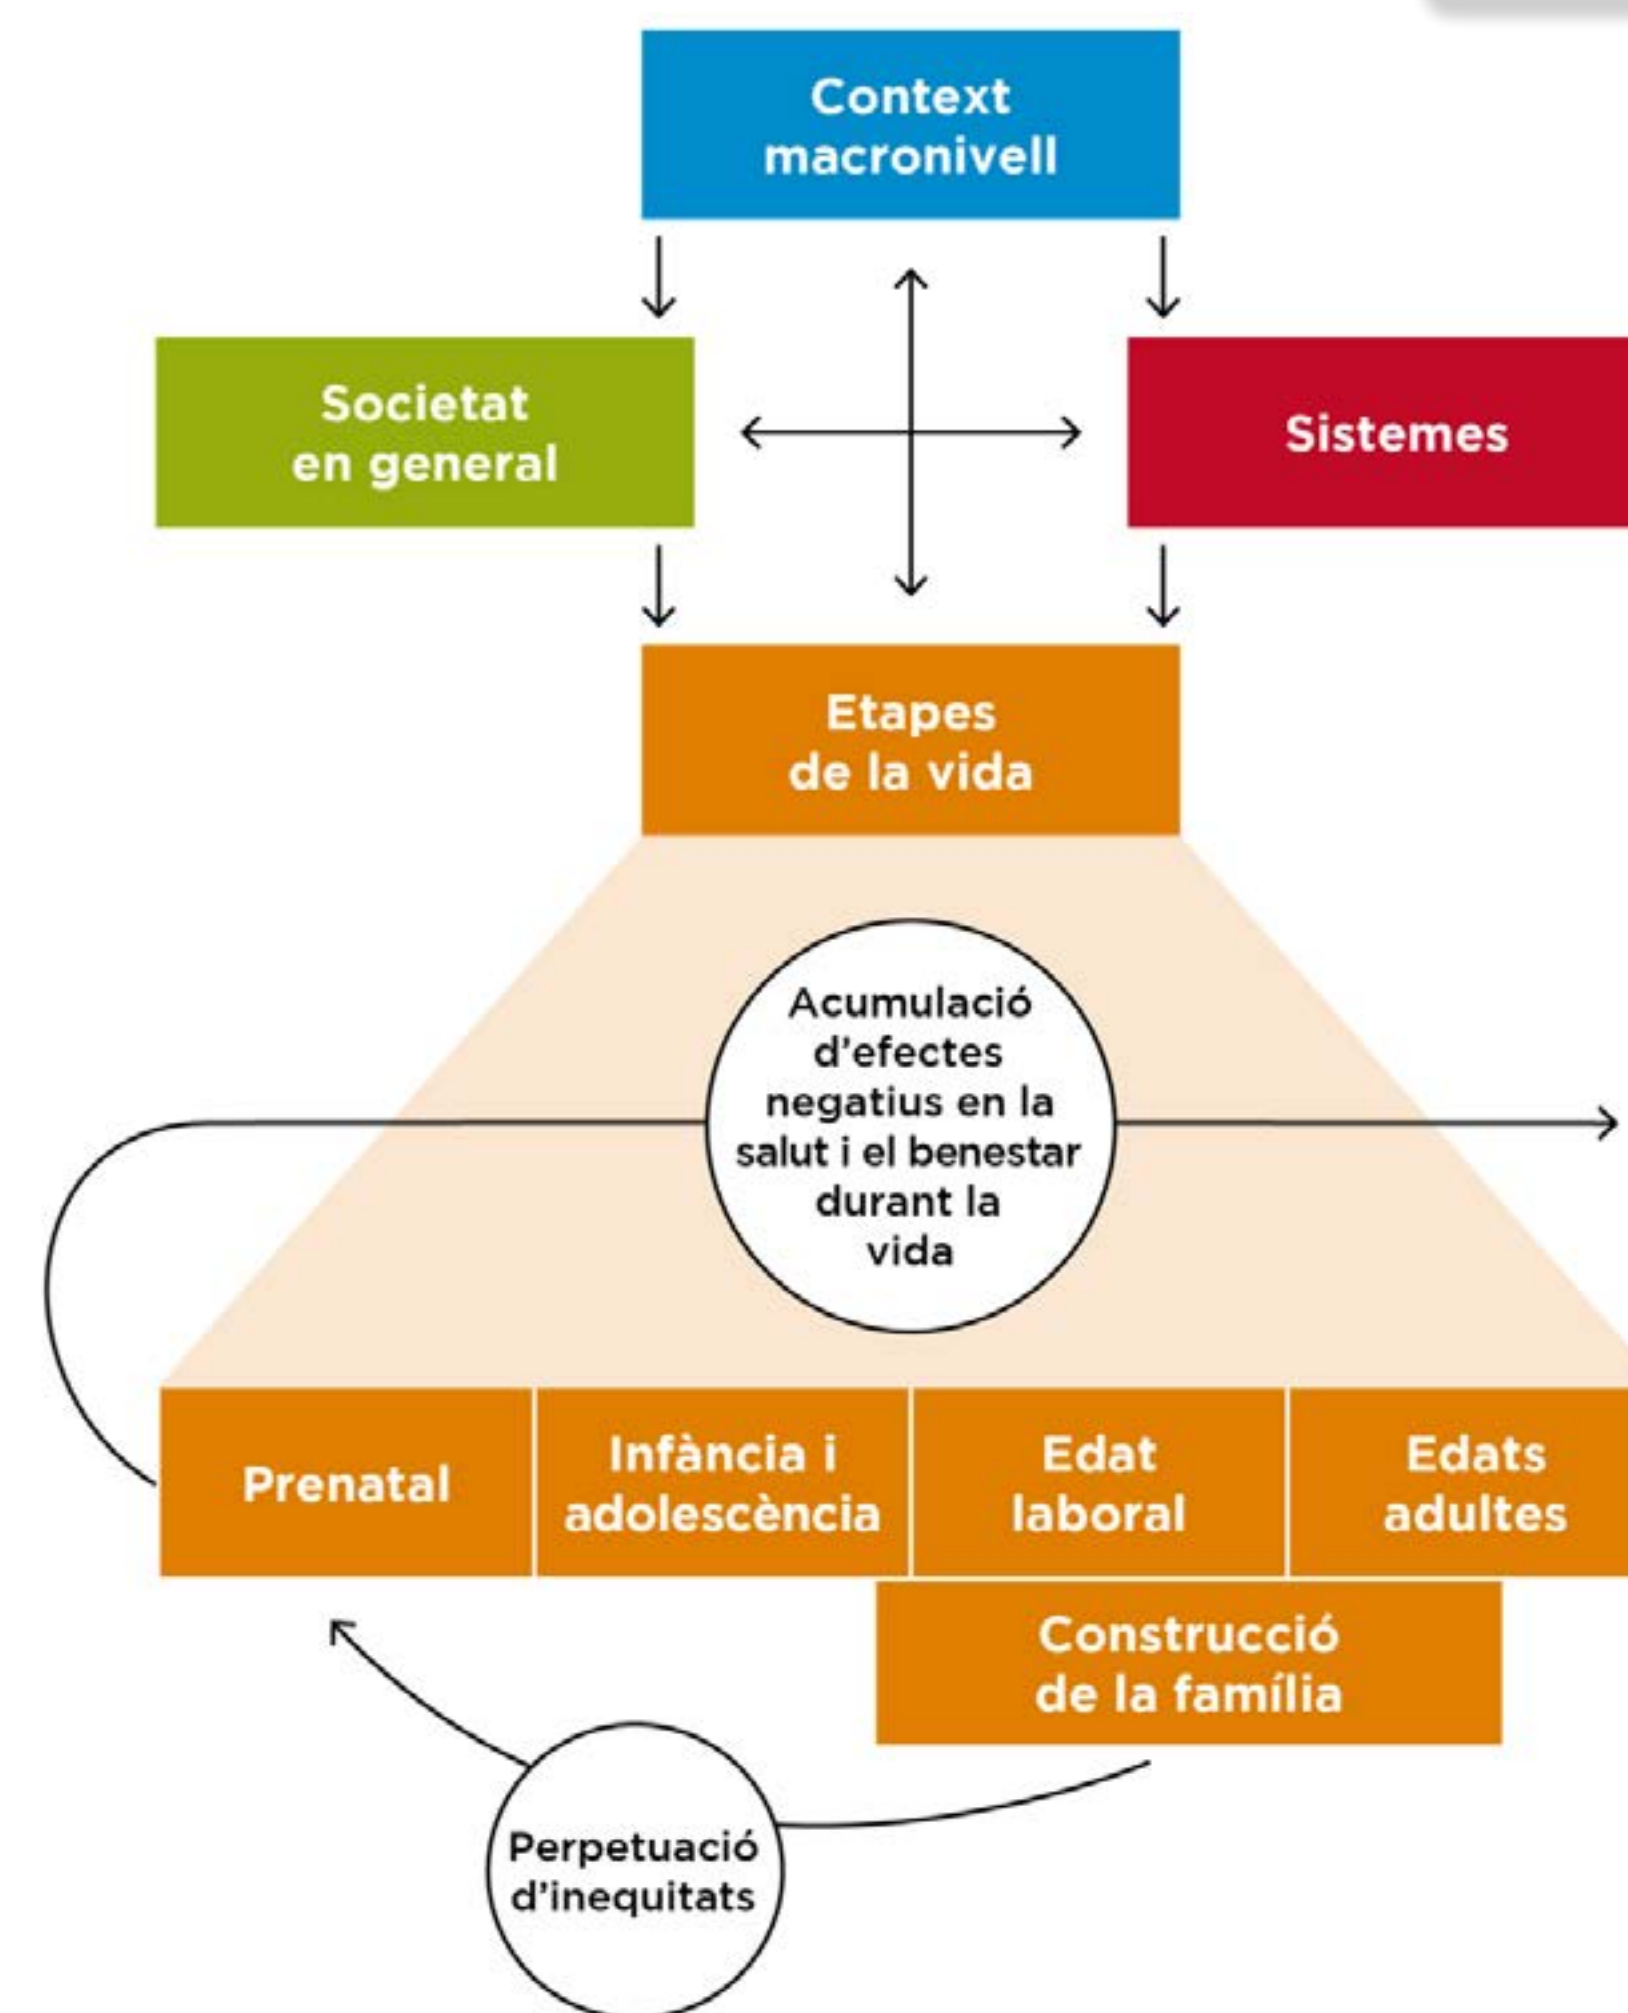 Context
macronivell
Societat
en general
Sistemes
Etapes
de la vida
Acumulació
d'efectes
negatius en la
salut i el benestar
durant la
vida
Prenatal
Infància i
adolescència
Edat
laboral
Edats
adultes
Construcció
de la família
Perpetuació
d'inequitats